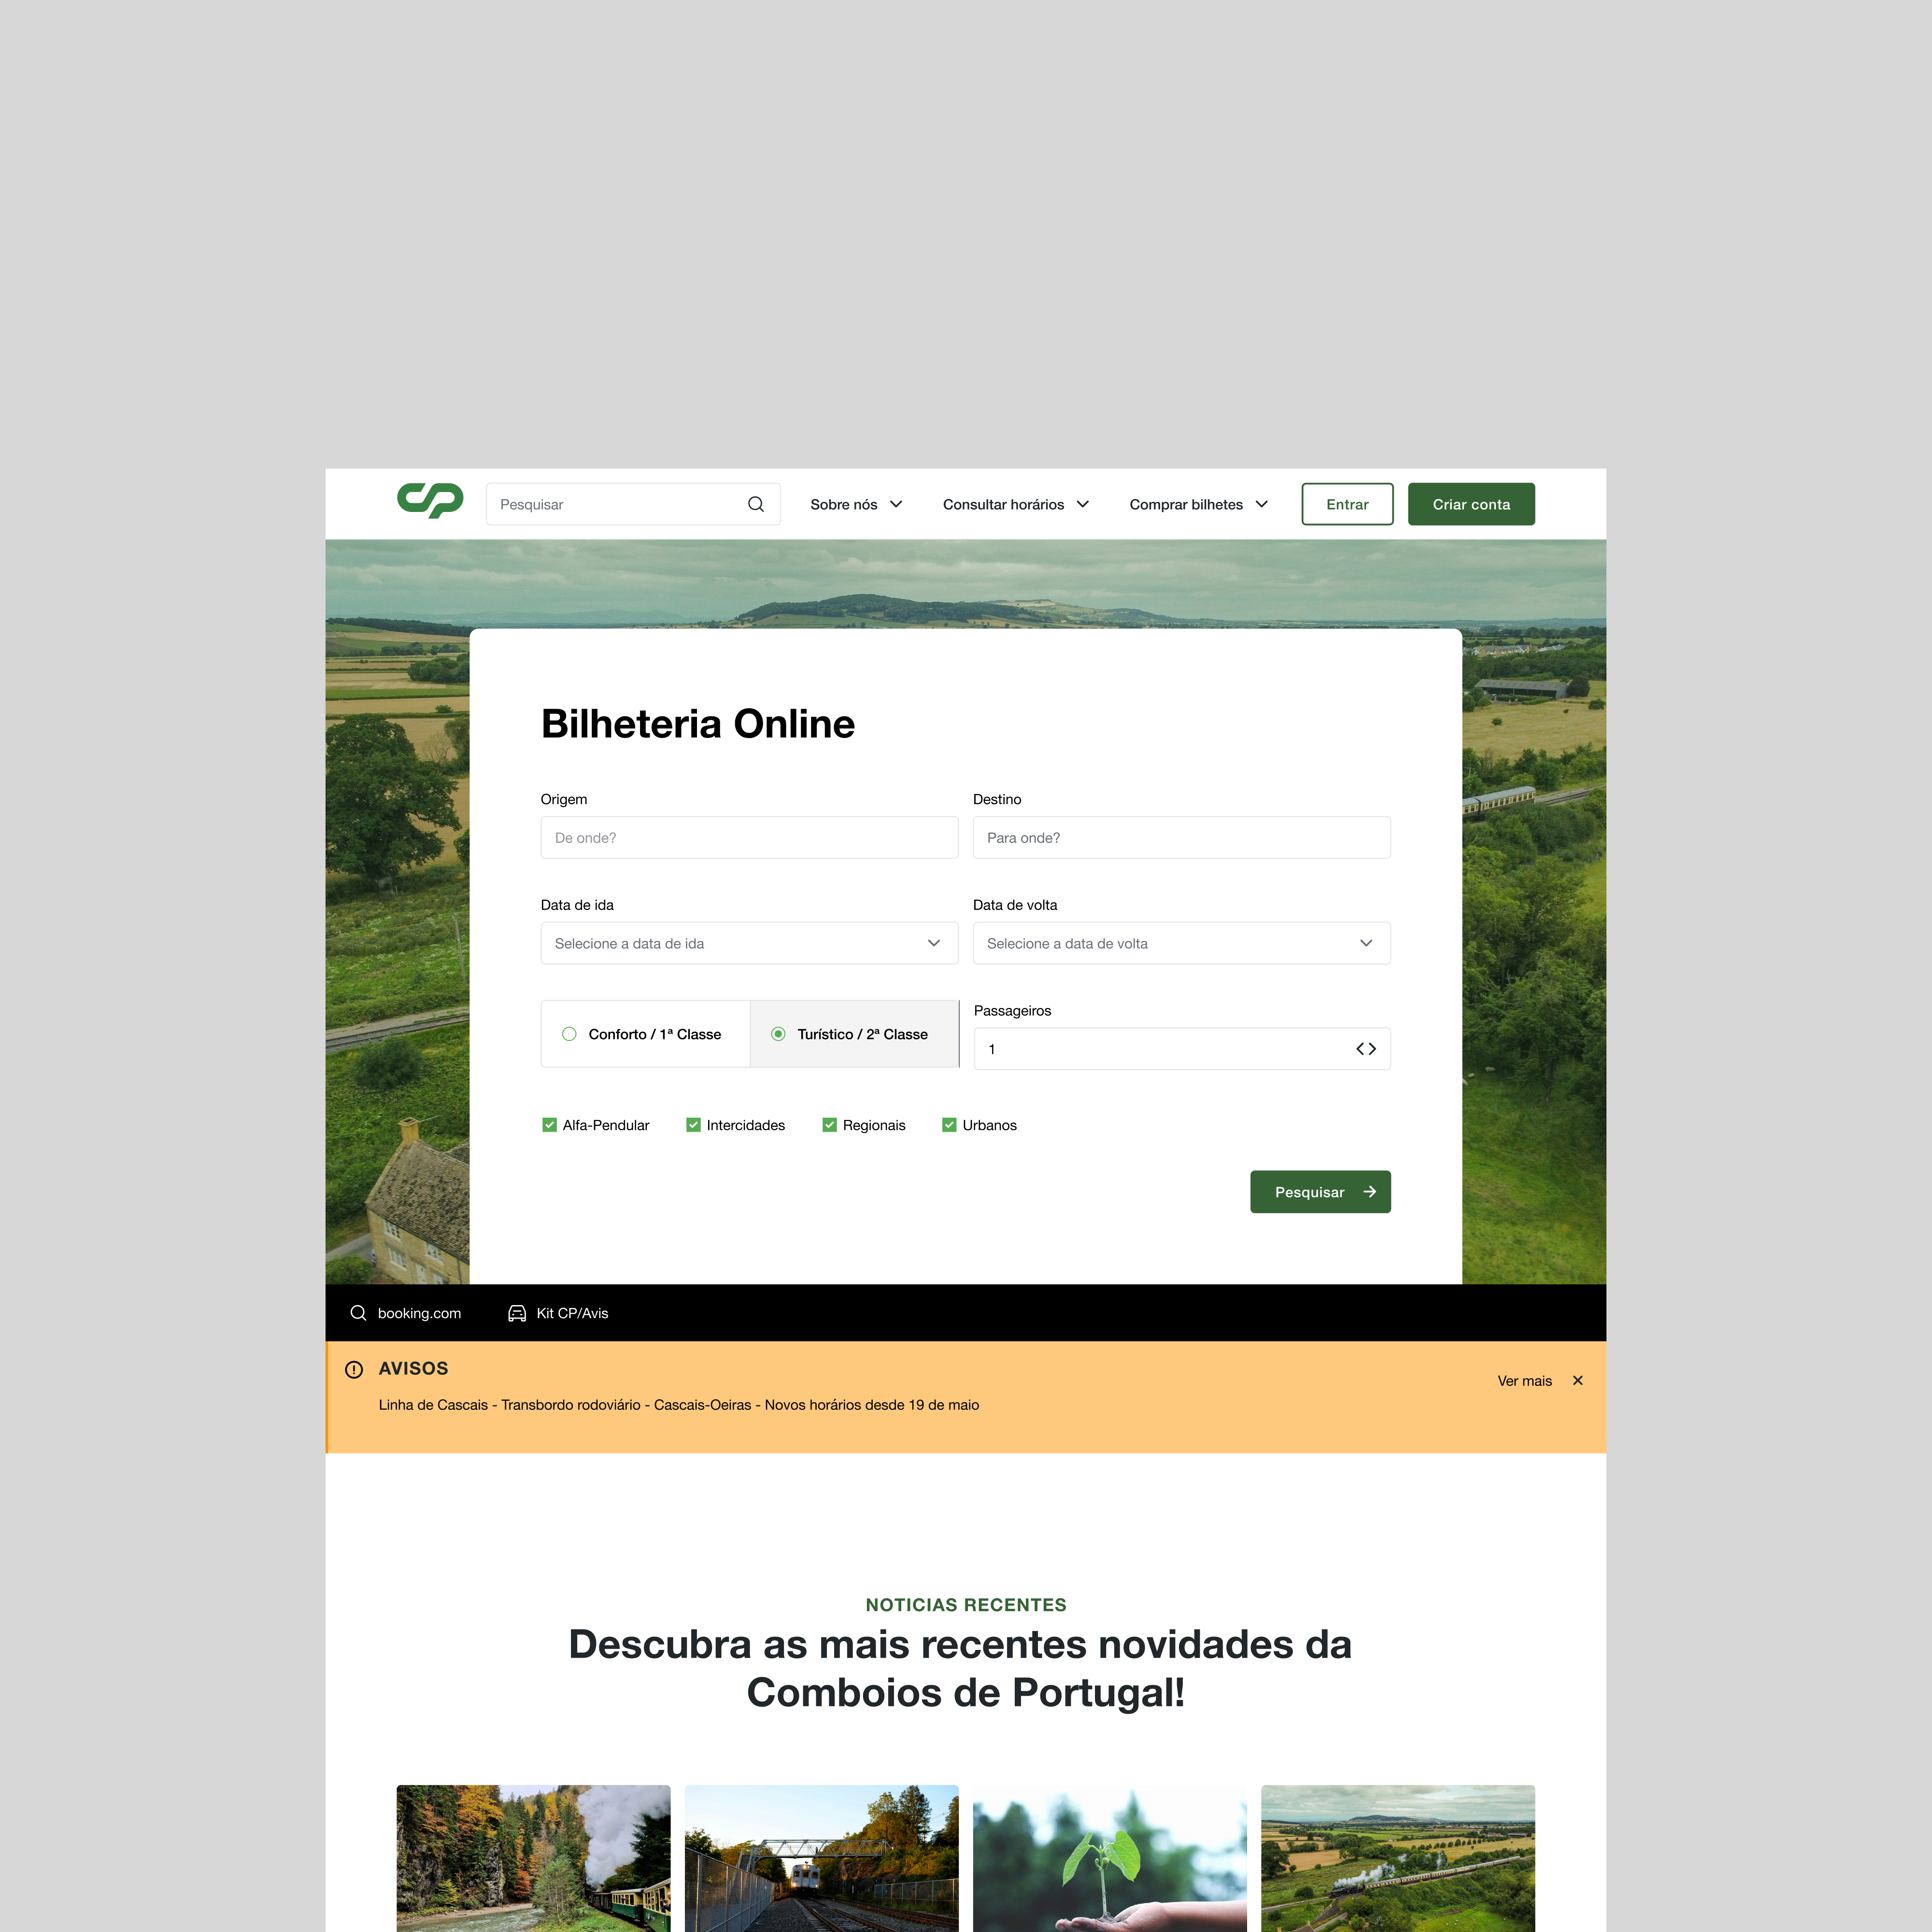 cp
Pesquisar
Sobre nós
Consultar horários
Comprar bilhetes
Entrar
Criar conta
Bilheteria Online
Origem
Destino
De onde?
Para onde?
Data de ida
Data de volta
Selecione a data de ida
Selecione a data de volta
Conforto / 1ª Classe
Turístico / 2ª Classe
Passageiros
1
Alfa-Pendular
Intercidades
Regionais
Urbanos
Pesquisar
booking.com
Kit CP/Avis
AVISOS
Ver mais
Linha de Cascais - Transbordo rodoviário - Cascais-Oeiras - Novos horários desde 19 de maio
NOTICIAS RECENTES
Descubra as mais recentes novidades da
Comboios de Portugal!